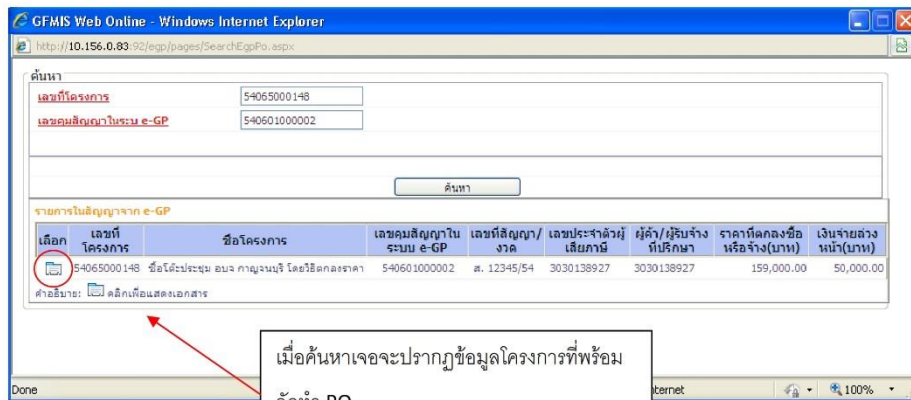 GFMIS Web Online - Windows Internet Explorer
http://10.156.0.83:92/egp/pages/SearchEgpPo.aspx
ค้นหา
เลขที่โครงการ 54065000148
เลขคุมสัญญาในระบบ e-GP 540601000002
ค้นหา
รายการในสัญญาจาก e-GP
เลือก เลขที่โครงการ ชื่อโครงการ เลขคุมสัญญาในระบบ e-GP เลขที่สัญญา/งวด เลขประจำตัวผู้เสียภาษี ผู้ค้า/ผู้รับจ้างที่ปรึกษา ราคาที่ตกลงซื้อหรือจ้าง(บาท) เงินจ่ายล่วงหน้า(บาท)
54065000148 ซื้อโต๊ะประชุม อบจ กาญจนบุรี โดยวิธีตกลงราคา 540601000002 ส. 12345/54 3030138927 3030138927 159,000.00 50,000.00
คำอธิบาย: คลิกเพื่อแสดงเอกสาร
เมื่อค้นหาเจอจะปรากฏข้อมูลโครงการที่พร้อม
จัดทำ PO
Done
ternet 100%